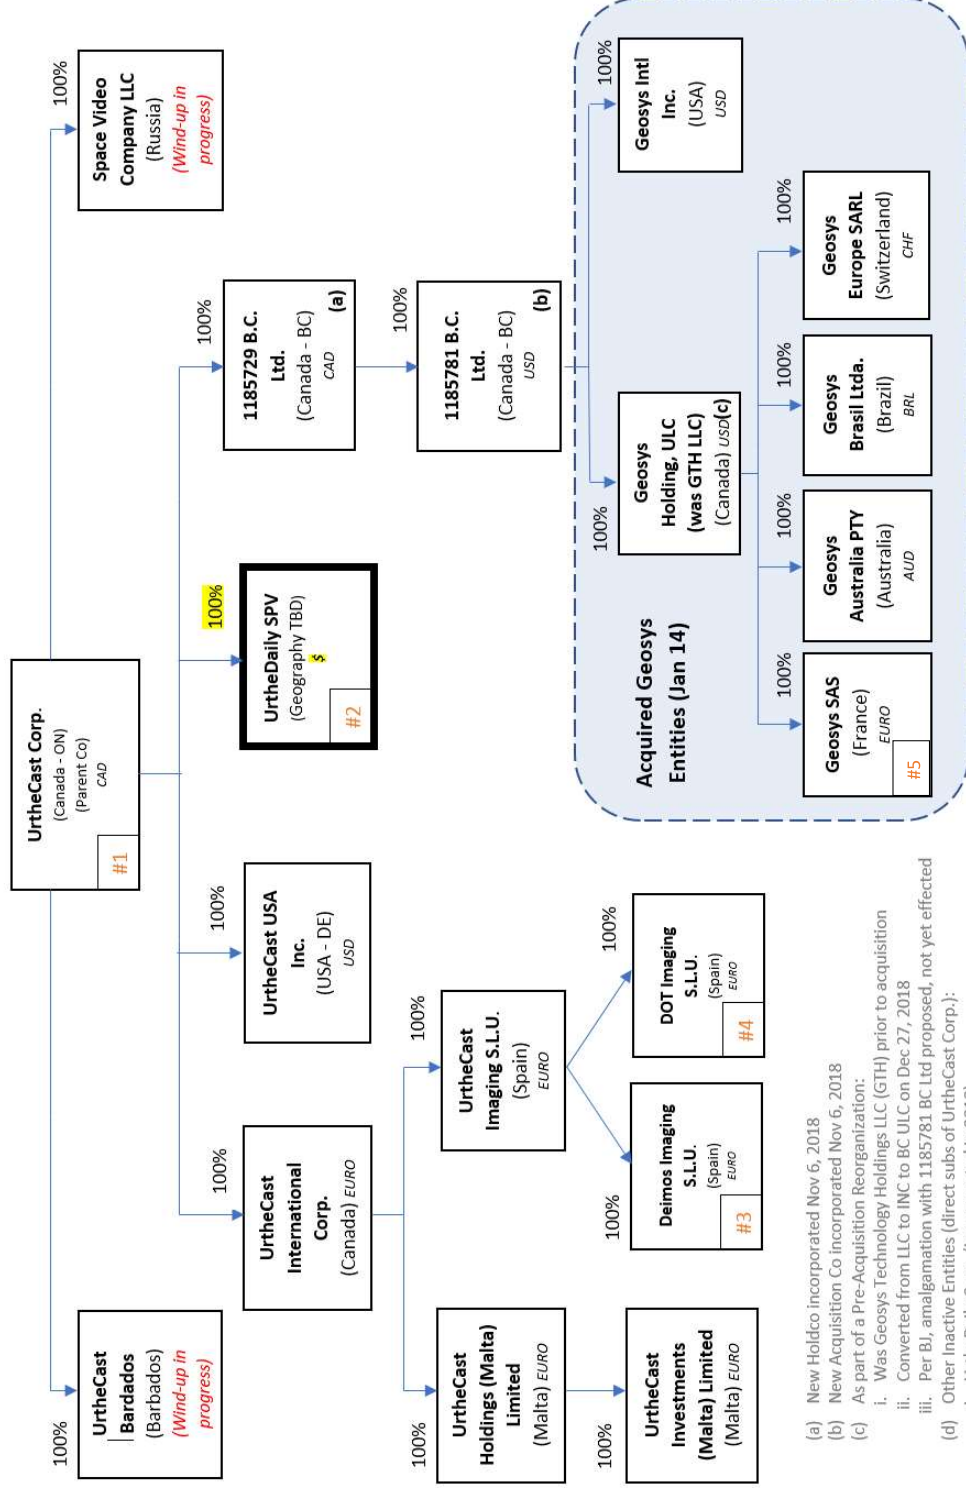 UrtheCast Corp.
(Canada - ON)
(Parent Co)
CAD
#1
100%
UrtheCast
Bardados
(Barbados)
(Wind-up in
progress)
100%
Space Video
Company LLC
(Russia)
(Wind-up in
progress)
100%
UrtheCast
International
Corp.
(Canada) EURO
100%
UrtheCast USA
Inc.
(USA - DE)
USD
100%
UrtheDaily SPV
(Geography TBD)
$
#2
100%
1185729 B.C.
Ltd.
(Canada - BC)
CAD
(a)
100%
UrtheCast
Holdings (Malta)
Limited
(Malta) EURO
100%
UrtheCast
Imaging S.L.U.
(Spain)
EURO
100%
1185781 B.C.
Ltd.
(Canada - BC)
USD
(b)
100%
UrtheCast
Investments
(Malta) Limited
(Malta) EURO
100%
Deimos Imaging
S.L.U.
(Spain)
EURO
#3
100%
DOT Imaging
S.L.U.
(Spain)
EURO
#4
Acquired Geosys
Entities (Jan 14)
100%
Geosys
Holding, ULC
(was GTH LLC)
(Canada) USD(c)
100%
Geosys Intl
Inc.
(USA)
USD
100%
Geosys SAS
(France)
EURO
#5
100%
Geosys
Australia PTY
(Australia)
AUD
100%
Geosys
Brasil Ltda.
(Brazil)
BRL
100%
Geosys
Europe SARL
(Switzerland)
CHF
(a) New Holdco incorporated Nov 6, 2018
(b) New Acquisition Co incorporated Nov 6, 2018
(c) As part of a Pre-Acquisition Reorganization:
i. Was Geosys Technology Holdings LLC (GTH) prior to acquisition
ii. Converted from LLC to INC to BC ULC on Dec 27, 2018
iii. Per BJ, amalgamation with 1185781 BC Ltd proposed, not yet effected
(d) Other Inactive Entities (direct subs of UrtheCast Corp.):